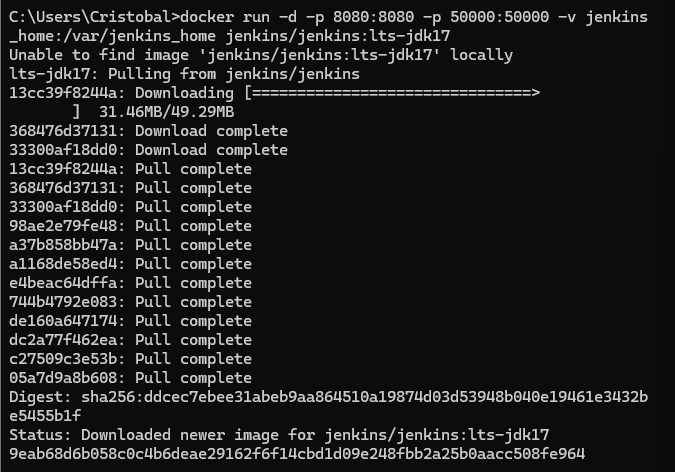 C:\Users\Cristobal>docker run -d -p 8080:8080 -p 50000:50000 -v jenkins
_home:/var/jenkins_home jenkins/jenkins:lts-jdk17
Unable to find image 'jenkins/jenkins:lts-jdk17' locally
lts-jdk17: Pulling from jenkins/jenkins
13cc39f8244a: Downloading [===============================>
       ]  31.46MB/49.29MB
368476d37131: Download complete
33300af18dd0: Download complete
13cc39f8244a: Pull complete
368476d37131: Pull complete
33300af18dd0: Pull complete
98ae2e79fe48: Pull complete
a37b858bb47a: Pull complete
a1168de58ed4: Pull complete
e4beac64dffa: Pull complete
744b4792e083: Pull complete
de160a647174: Pull complete
dc2a77f462ea: Pull complete
c27509c3e53b: Pull complete
05a7d9a8b608: Pull complete
Digest: sha256:ddcec7ebee31abeb9aa864510a19874d03d53948b040e19461e3432b
e5455b1f
Status: Downloaded newer image for jenkins/jenkins:lts-jdk17
9eab68d6b058c0c4b6deae29162f6f14cbd1d09e248fbb2a25b0aacc508fe964